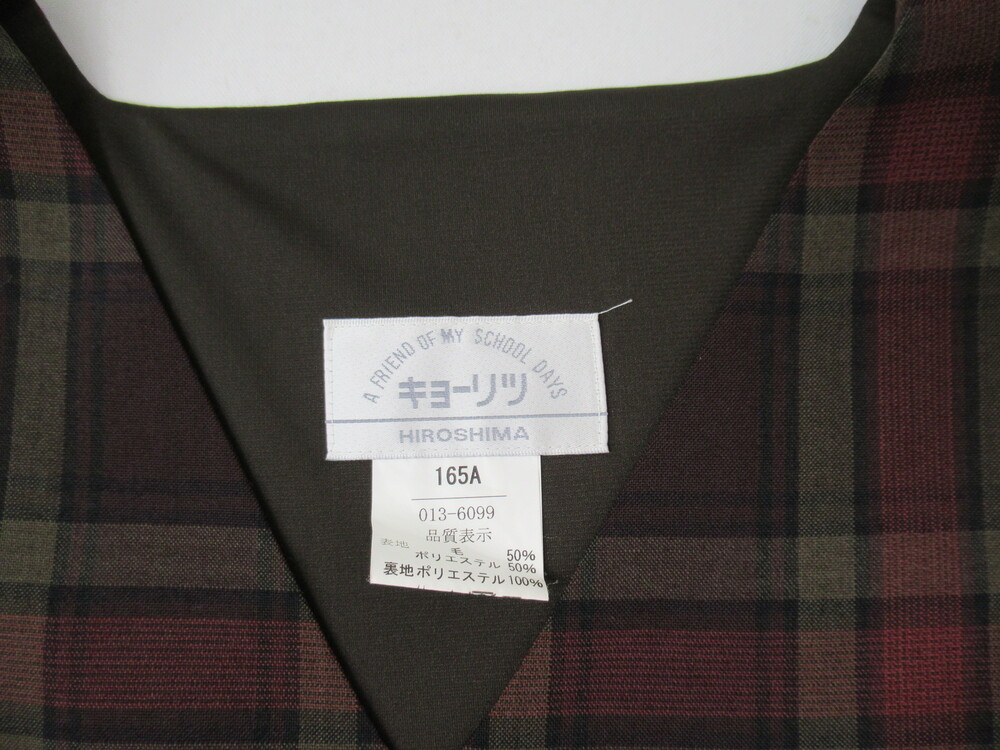 A FRIEND OF MY SCHOOL DAYS
キョーリツ
HIROSHIMA
165A
013-6099
品質表示
表地 毛 50%
ポリエステル 50%
裏地ポリエステル100%